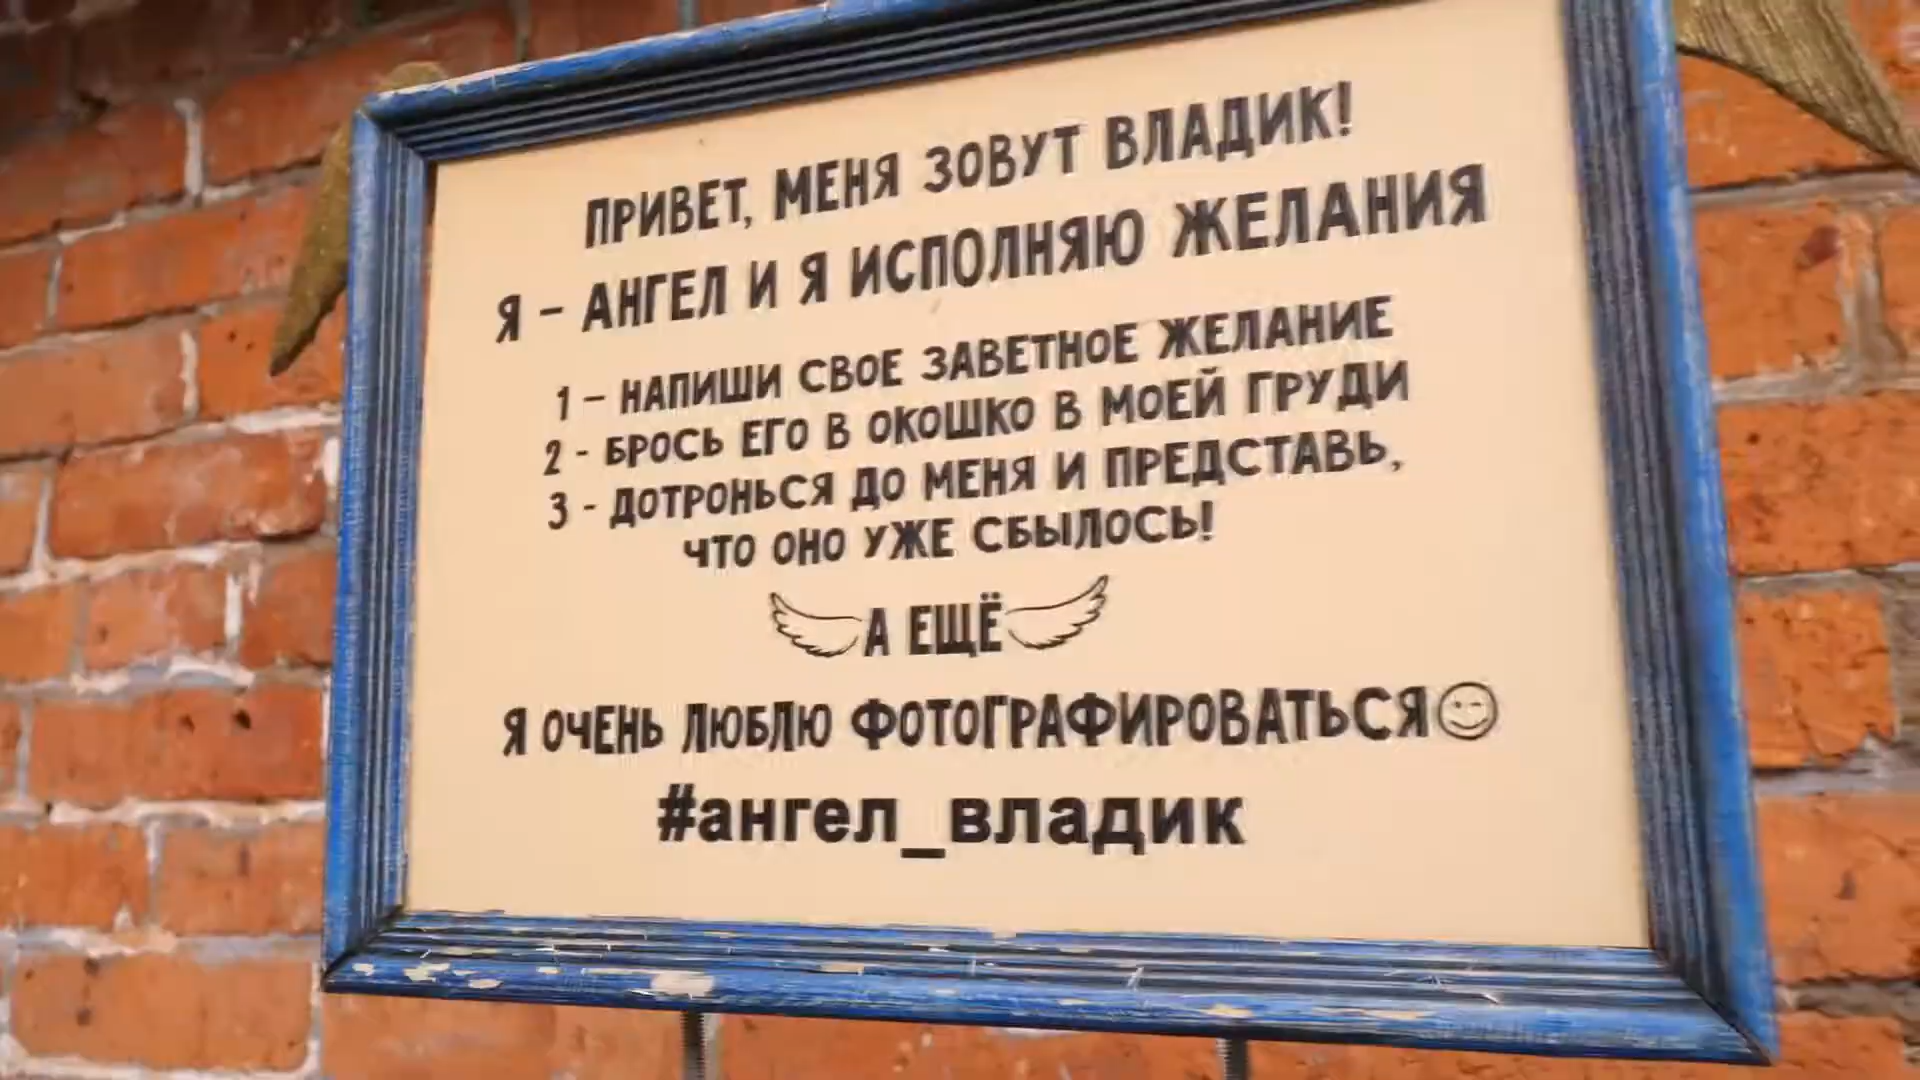 ПРИВЕТ, МЕНЯ ЗОВУТ ВЛАДИК!
Я – АНГЕЛ И Я ИСПОЛНЯЮ ЖЕЛАНИЯ
1 – НАПИШИ СВОЕ ЗАВЕТНОЕ ЖЕЛАНИЕ
2 - БРОСЬ ЕГО В ОКОШКО В МОЕЙ ГРУДИ
3 - ДОТРОНЬСЯ ДО МЕНЯ И ПРЕДСТАВЬ,
ЧТО ОНО УЖЕ СБЫЛОСЬ!
А ЕЩЁ
Я ОЧЕНЬ ЛЮБЛЮ ФОТОГРАФИРОВАТЬСЯ
#ангел_владик